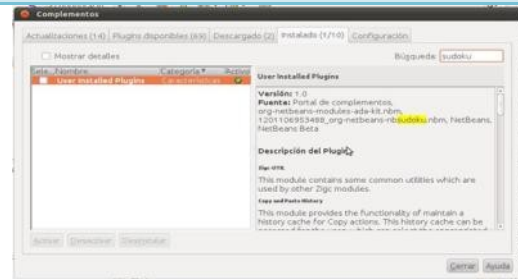 Complementos
Actualizaciones (14) Plugins disponibles (69) Descargado (2) Instalado (1/10) Configuración
Mostrar detalles
Búsqueda: sudoku
Nombre Categoría Activo
User Installed Plugins Características
User Installed Plugins
Versión: 1.0
Fuente: Portal de complementos,
org-netbeans-modules-ada-kit.nbm,
1201106953488_org-netbeans-nbsudoku.nbm, NetBeans,
NetBeans Beta
Descripción del Plugin
This module contains some common utilities which are
used by other Zigc modules.
Copy and Paste History
This module provides the functionality of maintain a
history cache for Copy actions. This history cache can be
Activar Desactivar Desinstalar
Cerrar Ayuda